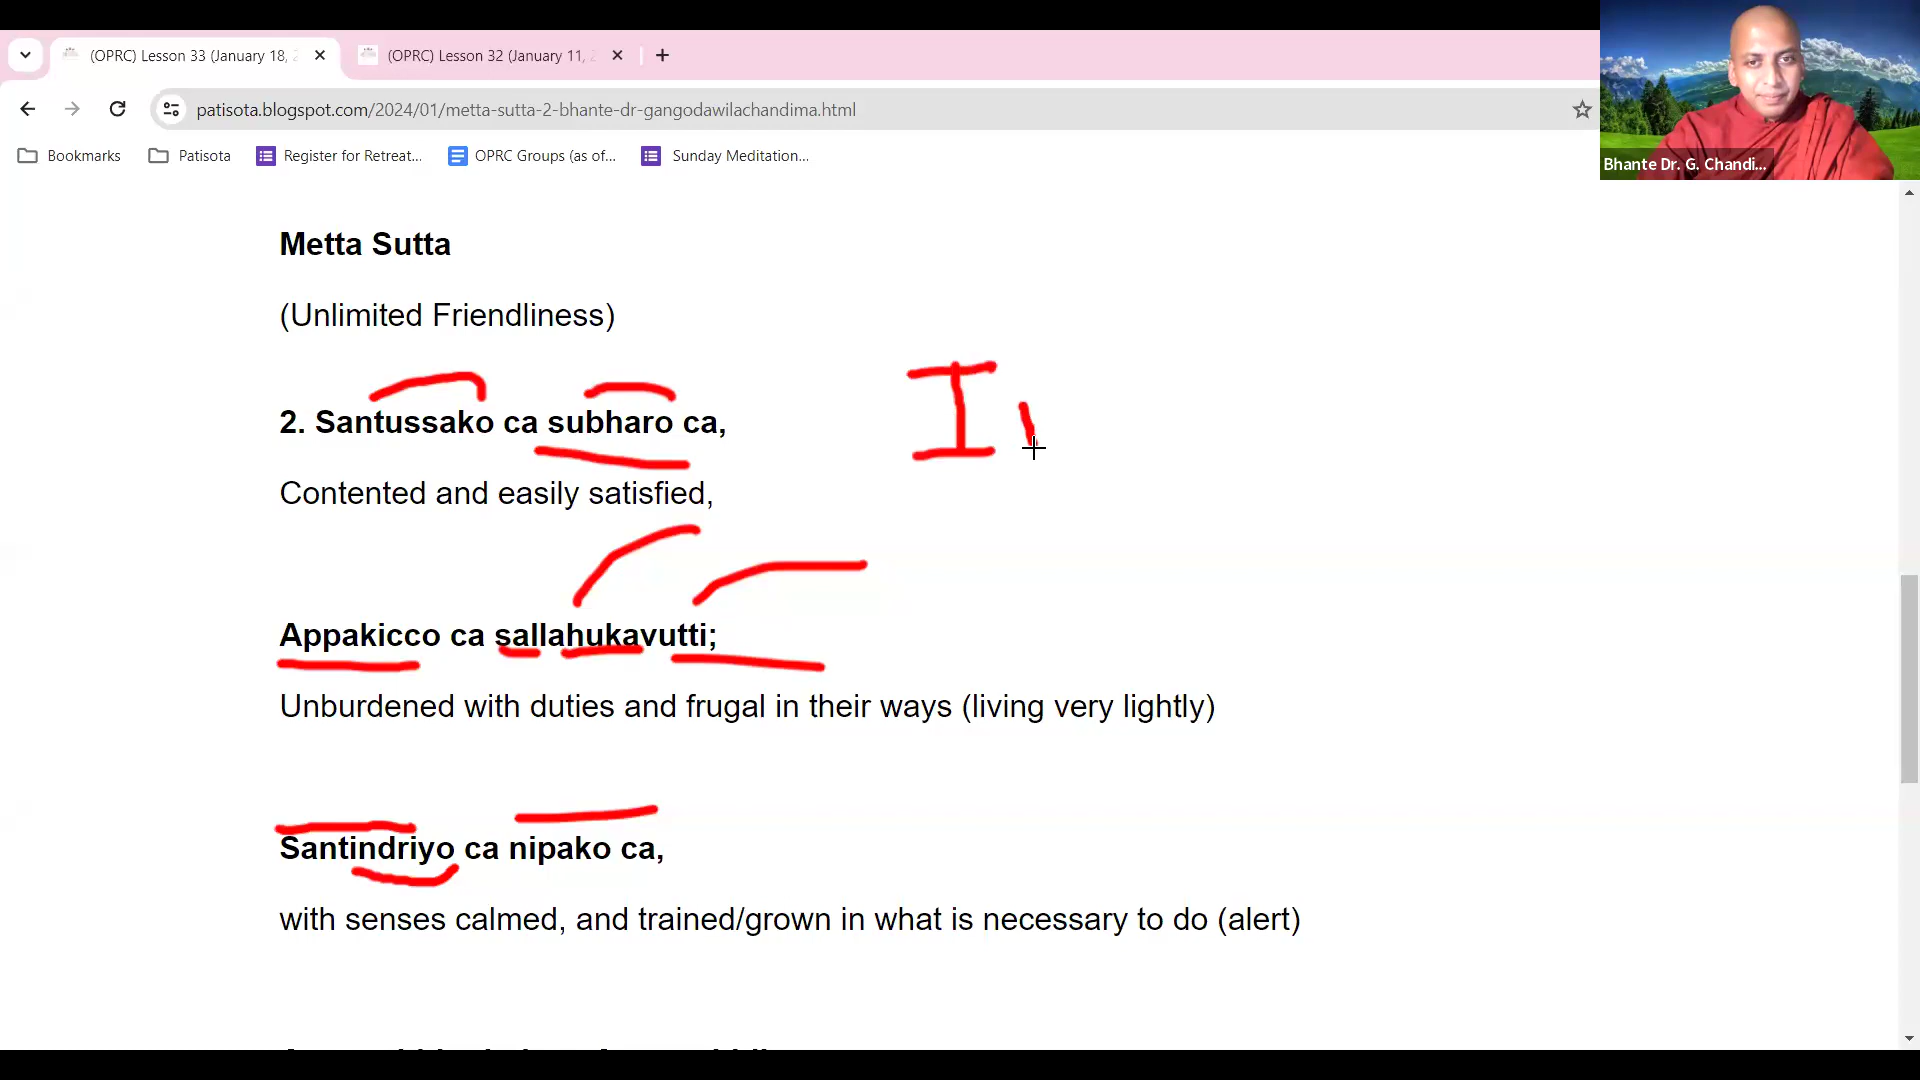 (OPRC) Lesson 33 (January 18, 2
(OPRC) Lesson 32 (January 11, 2
patisota.blogspot.com/2024/01/metta-sutta-2-bhante-dr-gangodawilachandima.html
Bookmarks Patisota Register for Retreat... OPRC Groups (as of... Sunday Meditation...
Bhante Dr. G. Chandi...
Metta Sutta
(Unlimited Friendliness)
2. Santussako ca subharo ca,
I
Contented and easily satisfied,
Appakicco ca sallahukavutti;
Unburdened with duties and frugal in their ways (living very lightly)
Santindriyo ca nipako ca,
with senses calmed, and trained/grown in what is necessary to do (alert)